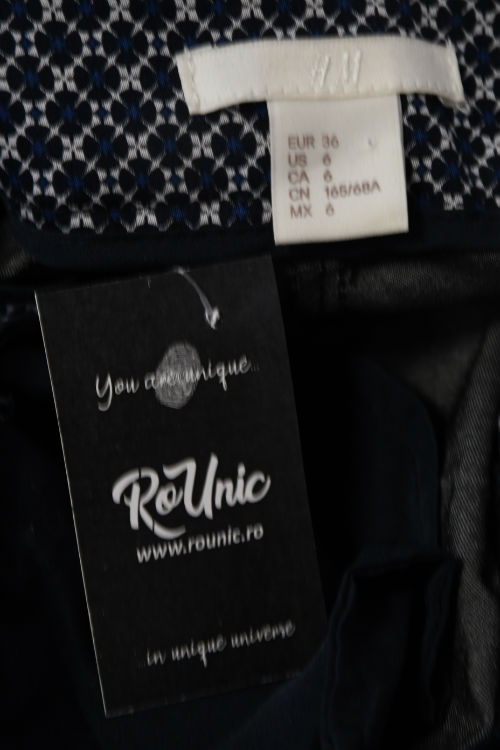 H&M
EUR 36
US 6
CA 6
CN 165/68A
MX 6
You are unique...
RoUnic
www.rounic.ro
...in unique universe